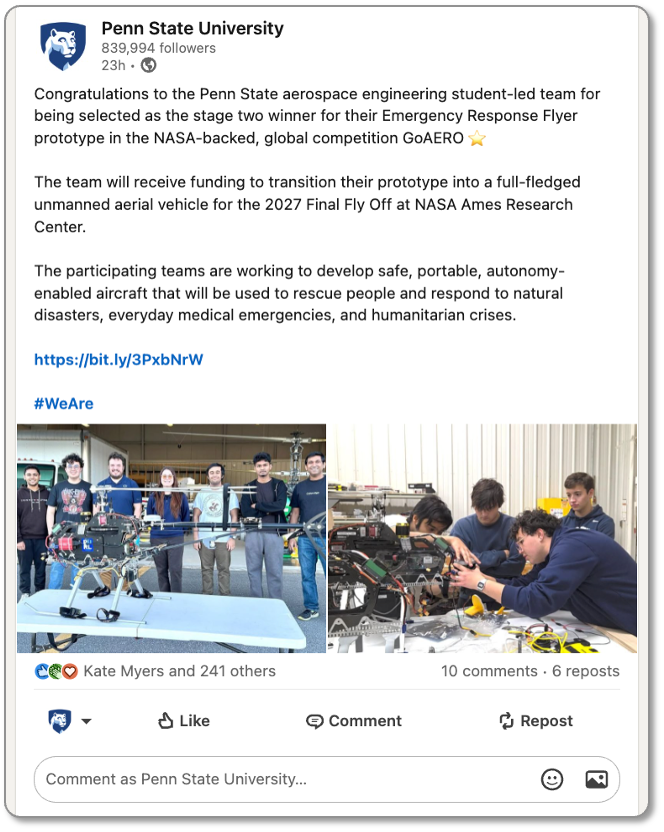 Penn State University
839,994 followers
23h •
Congratulations to the Penn State aerospace engineering student-led team for
being selected as the stage two winner for their Emergency Response Flyer
prototype in the NASA-backed, global competition GoAERO ⭐
The team will receive funding to transition their prototype into a full-fledged
unmanned aerial vehicle for the 2027 Final Fly Off at NASA Ames Research
Center.
The participating teams are working to develop safe, portable, autonomy-
enabled aircraft that will be used to rescue people and respond to natural
disasters, everyday medical emergencies, and humanitarian crises.
https://bit.ly/3PxbNrW
#WeAre
Kate Myers and 241 others
10 comments · 6 reposts
Like
Comment
Repost
Comment as Penn State University...